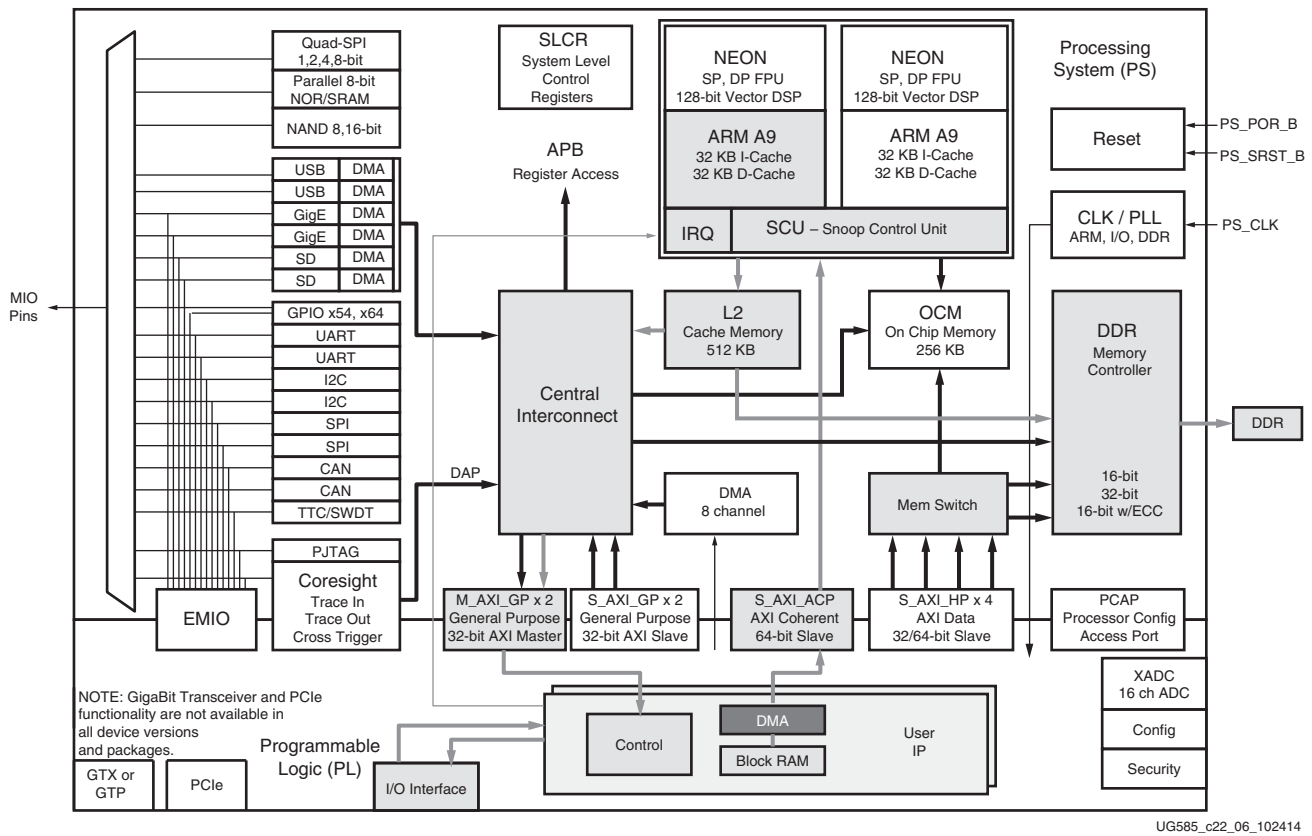 Quad-SPI
1,2,4,8-bit
Parallel 8-bit
NOR/SRAM
NAND 8,16-bit
USB DMA
USB DMA
GigE DMA
GigE DMA
SD DMA
SD DMA
GPIO x54, x64
UART
UART
I2C
I2C
SPI
SPI
CAN
CAN
TTC/SWDT
PJTAG
Coresight
Trace In
Trace Out
Cross Trigger
MIO
Pins
EMIO
SLCR
System Level
Control
Registers
APB
Register Access
NEON
SP, DP FPU
128-bit Vector DSP
NEON
SP, DP FPU
128-bit Vector DSP
ARM A9
32 KB I-Cache
32 KB D-Cache
ARM A9
32 KB I-Cache
32 KB D-Cache
IRQ
SCU – Snoop Control Unit
Processing
System (PS)
Reset
PS_POR_B
PS_SRST_B
CLK / PLL
ARM, I/O, DDR
PS_CLK
L2
Cache Memory
512 KB
OCM
On Chip Memory
256 KB
DDR
Memory
Controller
16-bit
32-bit
16-bit w/ECC
DDR
Central
Interconnect
DAP
DMA
8 channel
Mem Switch
M_AXI_GP x 2
General Purpose
32-bit AXI Master
S_AXI_GP x 2
General Purpose
32-bit AXI Slave
S_AXI_ACP
AXI Coherent
64-bit Slave
S_AXI_HP x 4
AXI Data
32/64-bit Slave
PCAP
Processor Config
Access Port
XADC
16 ch ADC
Config
Security
NOTE: GigaBit Transceiver and PCIe
functionality are not available in
all device versions
and packages.
Programmable
Logic (PL)
GTX or
GTP
PCIe
I/O Interface
Control
DMA
Block RAM
User
IP
UG585_c22_06_102414